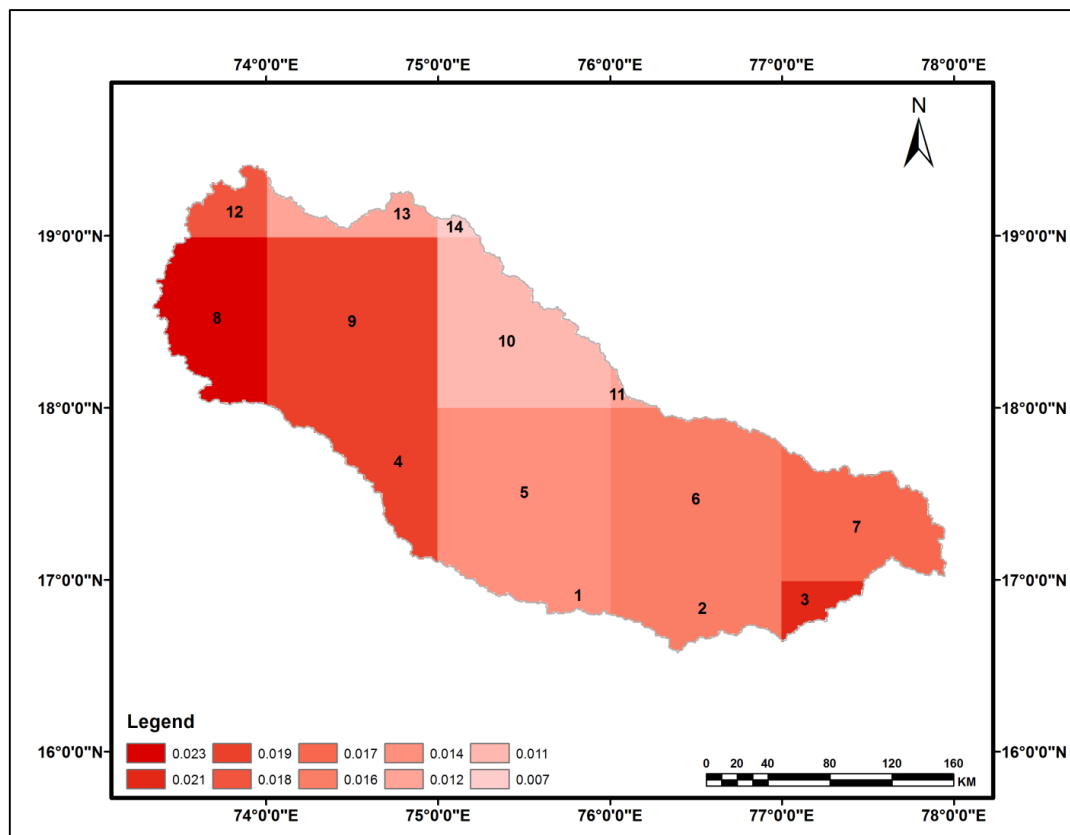 74°0'0"E 75°0'0"E 76°0'0"E 77°0'0"E 78°0'0"E
N
12 13
14
19°0'0"N 19°0'0"N
8 9
10
11
18°0'0"N 18°0'0"N
4
5 6
7
17°0'0"N 17°0'0"N
1 2 3
Legend
0.023 0.019 0.017 0.014 0.011
0.021 0.018 0.016 0.012 0.007
16°0'0"N 16°0'0"N
0 20 40 80 120 160
KM
74°0'0"E 75°0'0"E 76°0'0"E 77°0'0"E 78°0'0"E